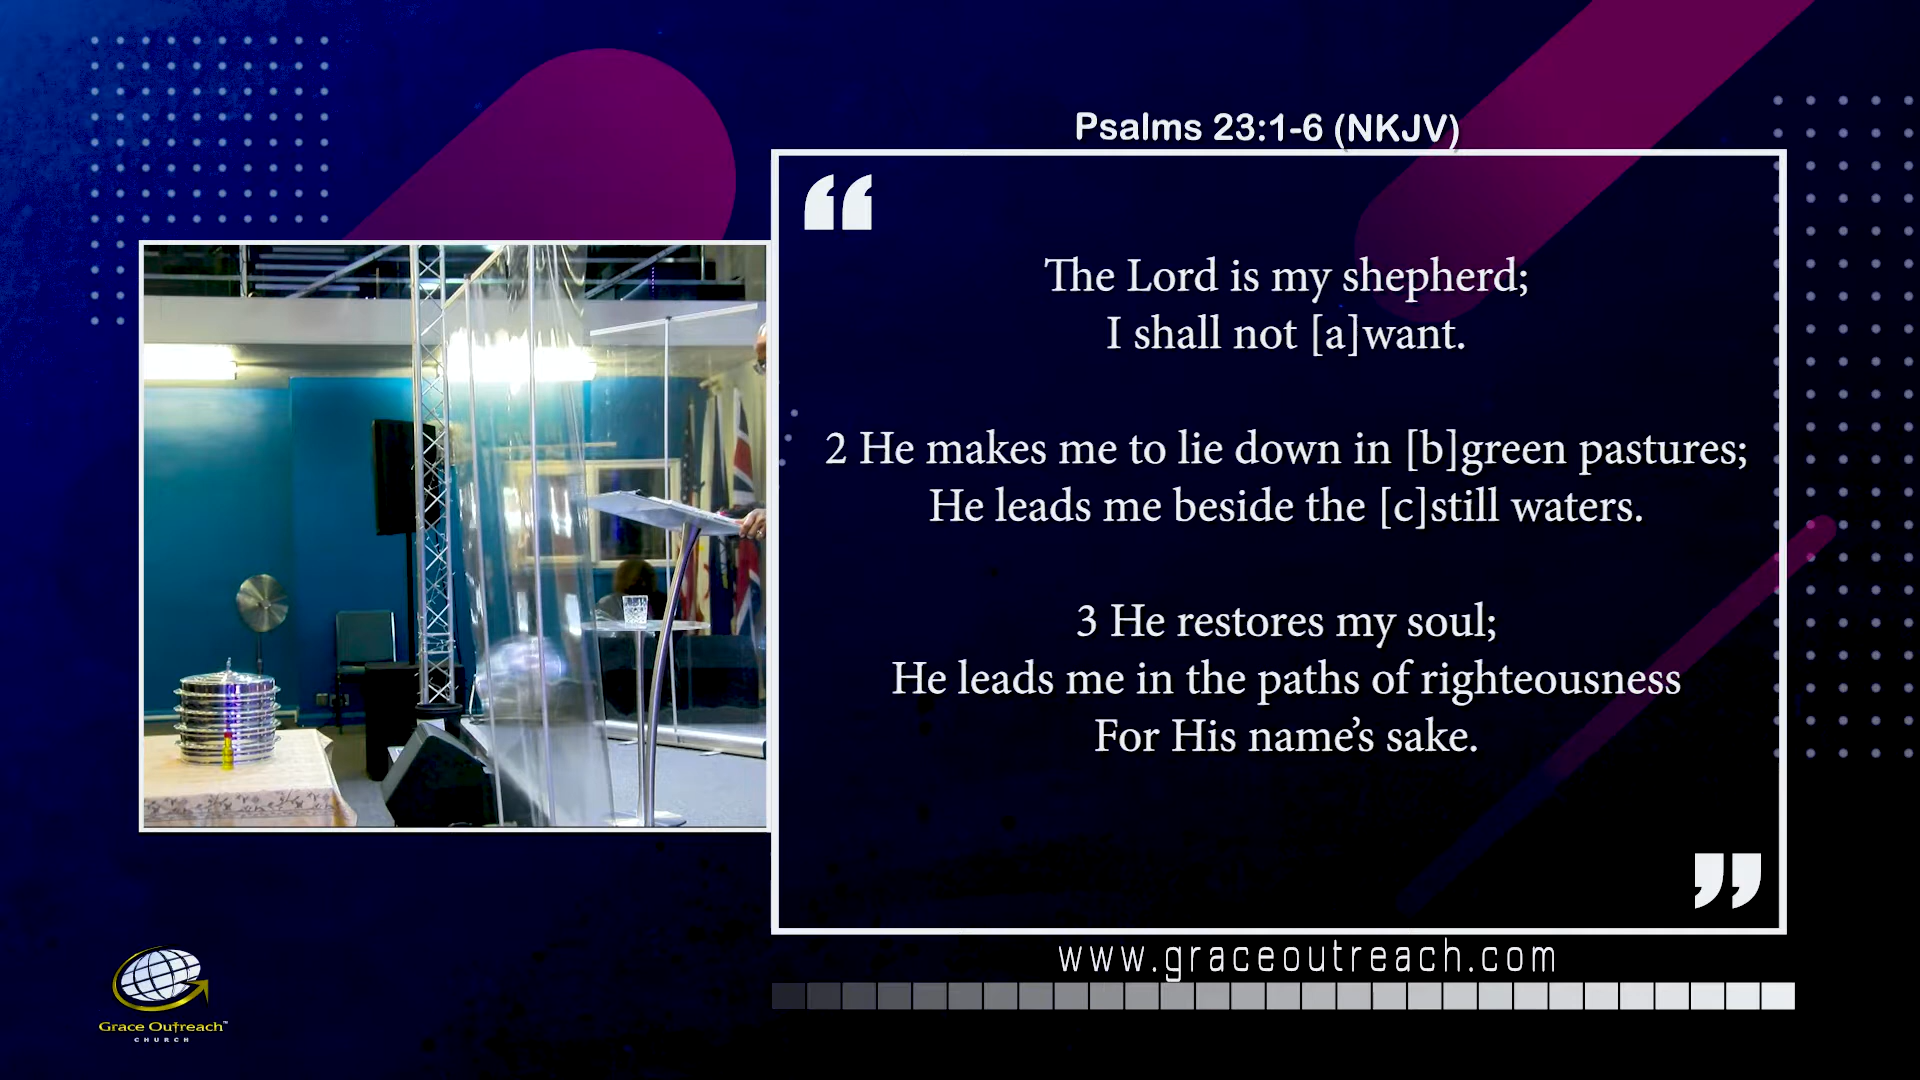 Psalms 23:1-6 (NKJV)
“
The Lord is my shepherd;
I shall not [a]want.
2 He makes me to lie down in [b]green pastures;
He leads me beside the [c]still waters.
3 He restores my soul;
He leads me in the paths of righteousness
For His name’s sake.
”
www.graceoutreach.com
Grace Outreach™
CHURCH